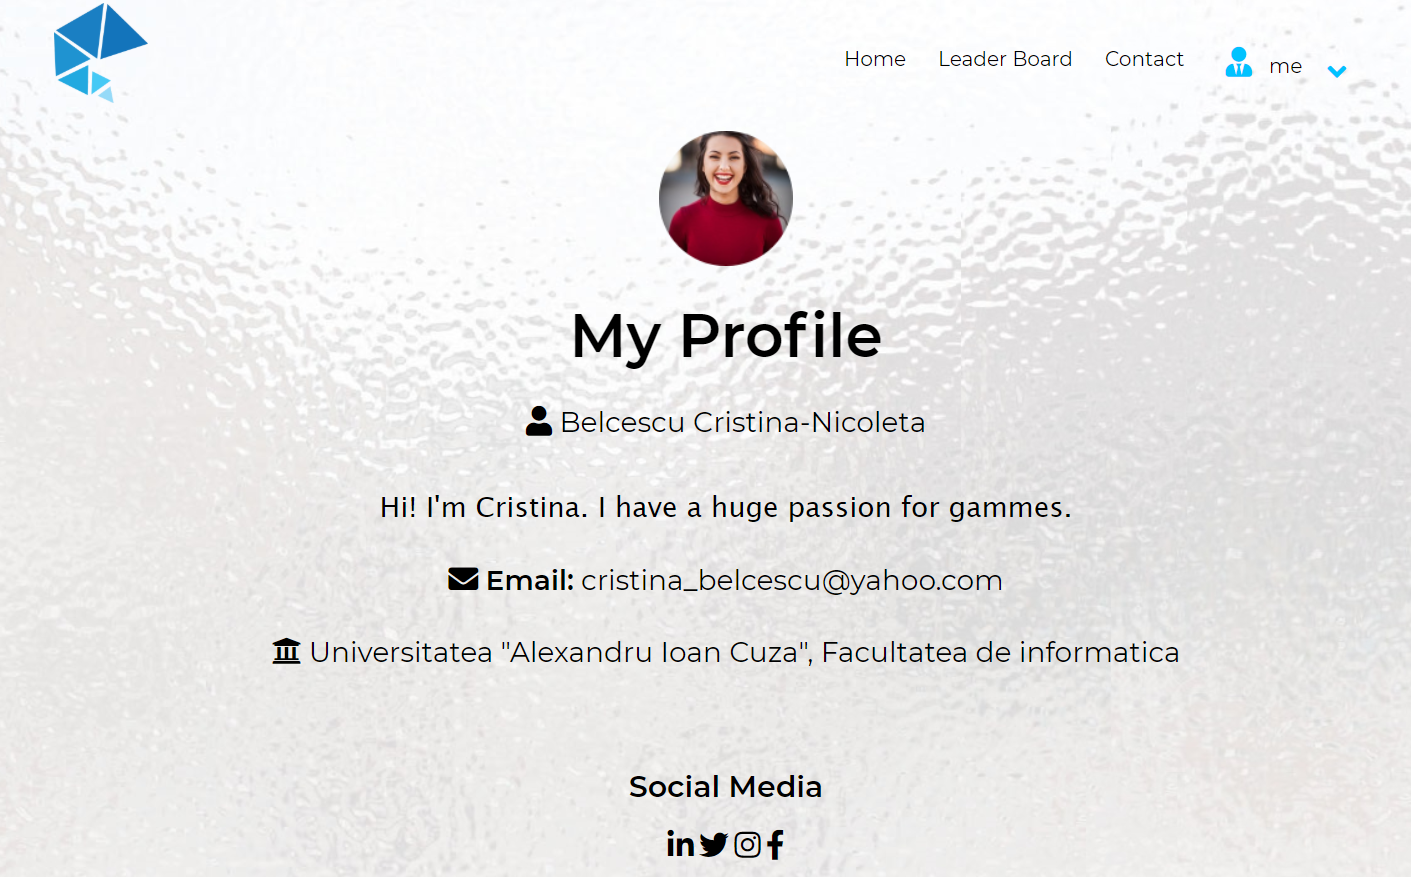 Home Leader Board Contact me
My Profile
Belcescu Cristina-Nicoleta
Hi! I'm Cristina. I have a huge passion for gammes.
Email: cristina_belcescu@yahoo.com
Universitatea "Alexandru Ioan Cuza", Facultatea de informatica
Social Media
in